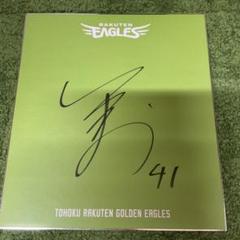 RAKUTEN
EAGLES
41
TOHOKU RAKUTEN GOLDEN EAGLES